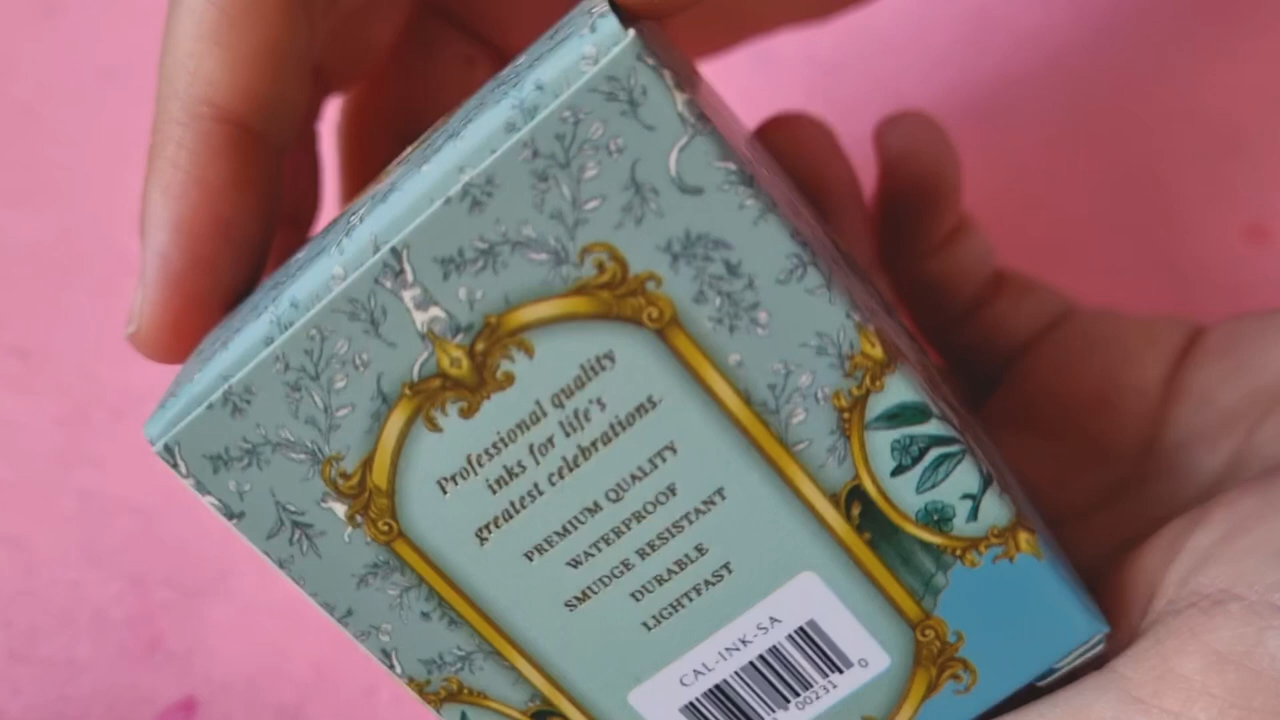 Professional quality
inks for life's
greatest celebrations.
PREMIUM QUALITY
WATERPROOF
SMUDGE RESISTANT
DURABLE
LIGHTFAST
CAL-INK-SA
00231 0